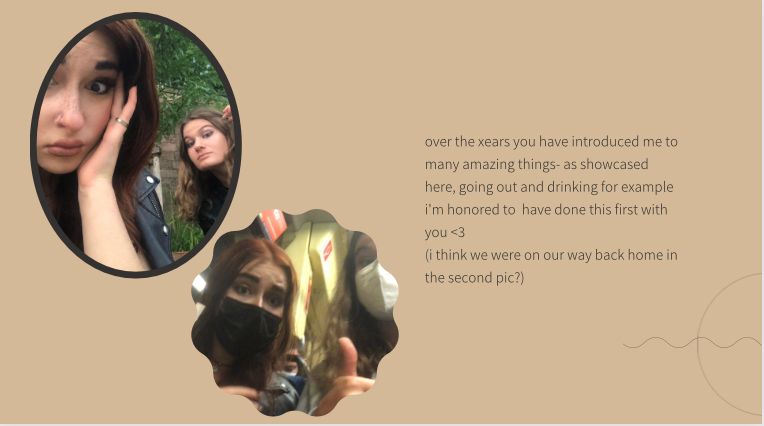 over the xears you have introduced me to
many amazing things- as showcased
here, going out and drinking for example
i'm honored to  have done this first with
you <3
(i think we were on our way back home in
the second pic?)